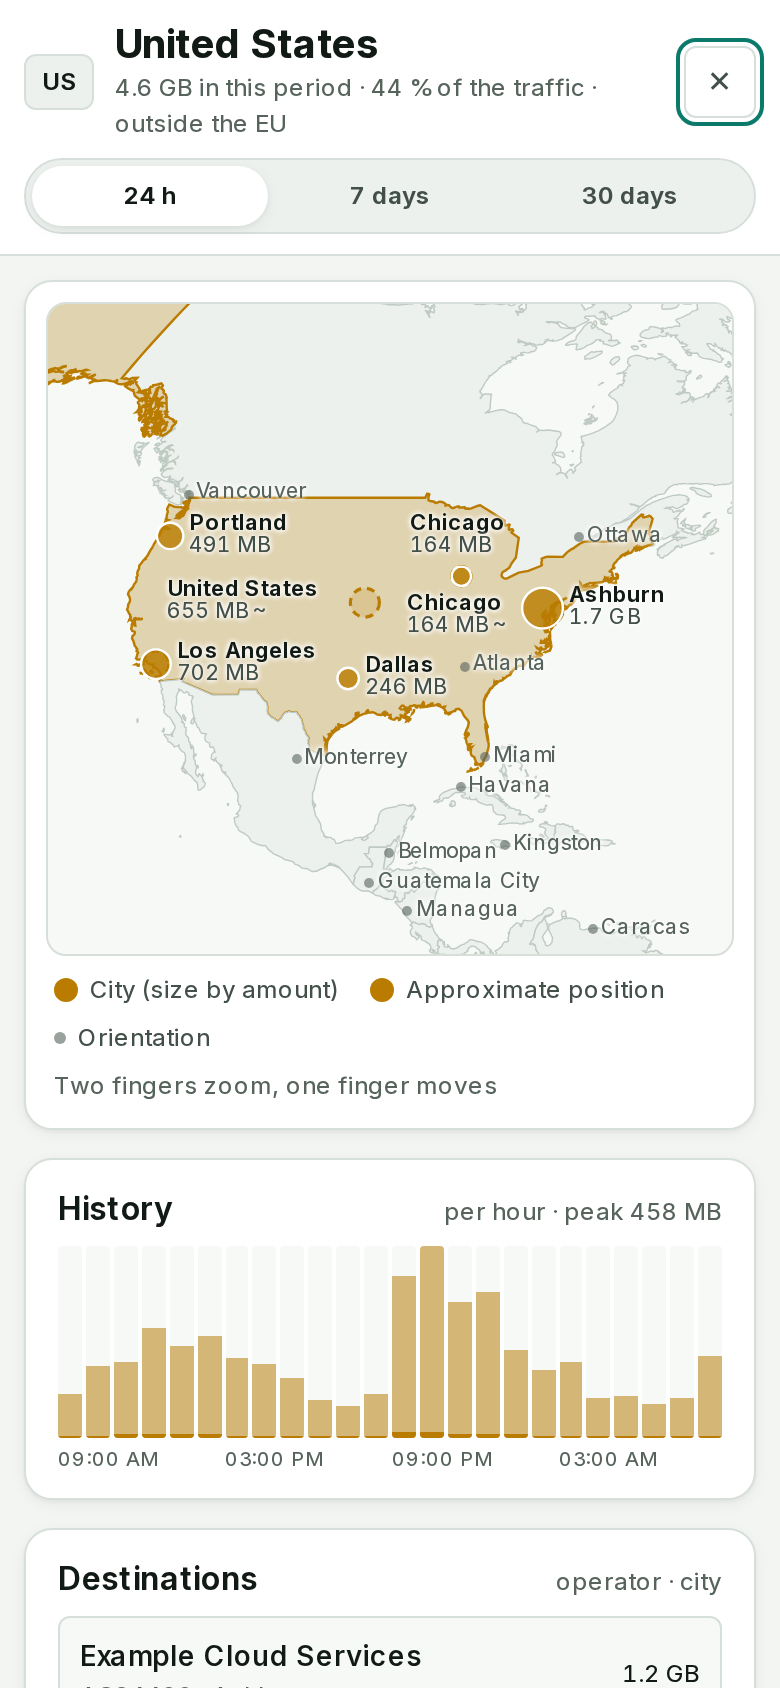 United States
US
4.6 GB in this period · 44 % of the traffic ·
outside the EU
✕
24 h
7 days
30 days
Vancouver
Portland
491 MB
Chicago
164 MB
Ottawa
United States
655 MB ~
Chicago
164 MB ~
Ashburn
1.7 GB
Los Angeles
702 MB
Dallas
246 MB
Atlanta
Monterrey
Miami
Havana
Kingston
Belmopan
Guatemala City
Managua
Caracas
City (size by amount)
Approximate position
Orientation
Two fingers zoom, one finger moves
History
per hour · peak 458 MB
09:00 AM
03:00 PM
09:00 PM
03:00 AM
Destinations
operator · city
Example Cloud Services
1.2 GB